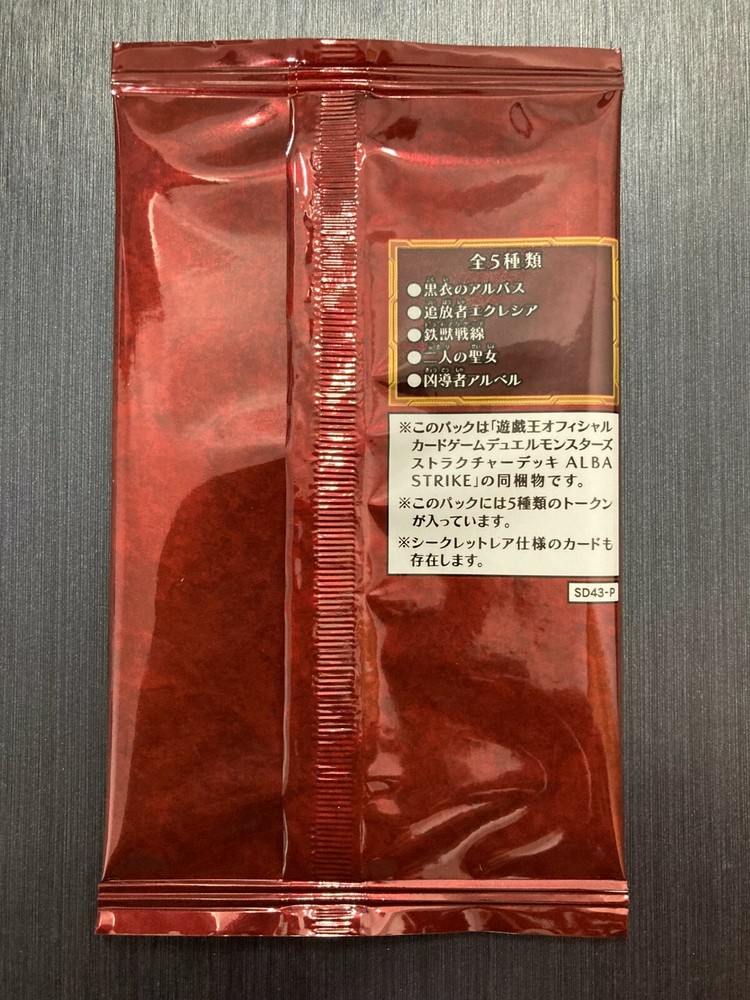 全5種類
●黒衣のアルバス
●追放者エクレシア
●鉄獣戦線
●二人の聖女
●凶導者アルベル
※このパックは「遊戯王オフィシャル
カードゲームデュエルモンスターズ
ストラクチャーデッキ ALBA
STRIKE」の同梱物です。
※このパックには5種類のトークン
が入っています。
※シークレットレア仕様のカードも
存在します。
SD43-P